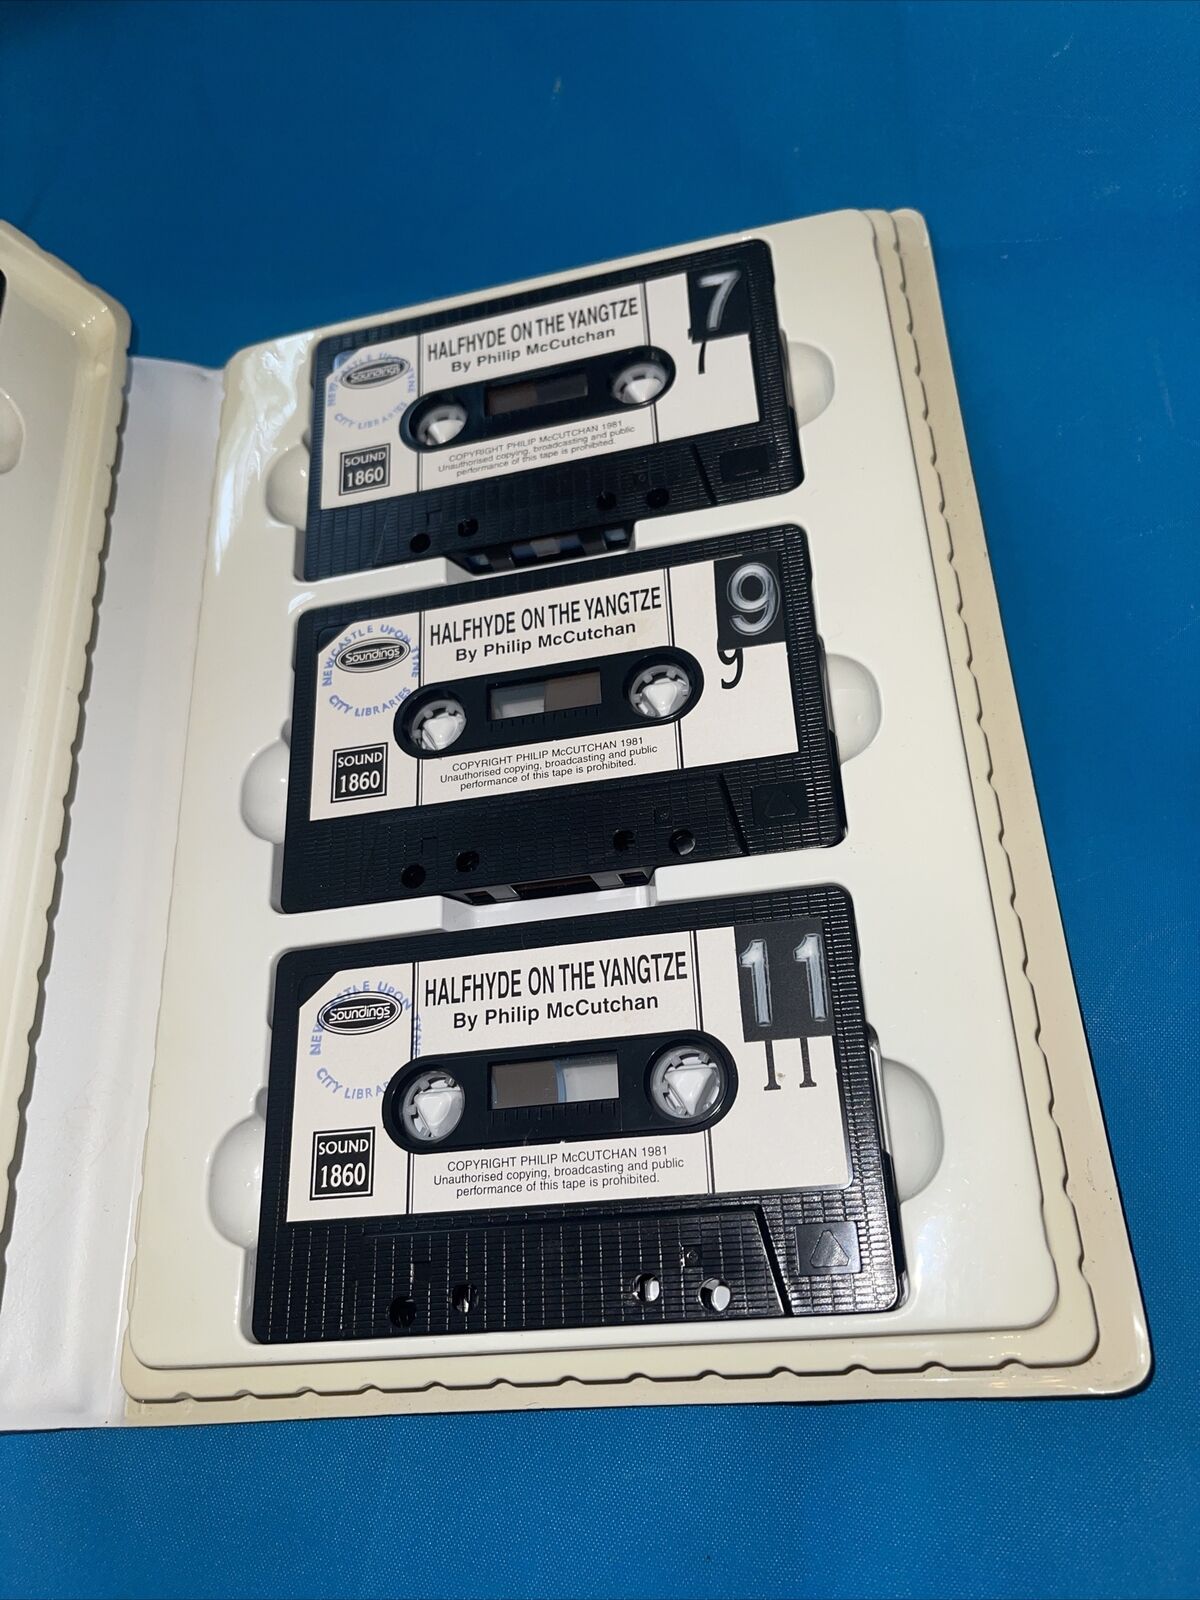 7
HALFHYDE ON THE YANGTZE
By Philip McCutchan
7
CASTLE UPON TYNE
Soundings
CITY LIBRARIES
SOUND
1860
COPYRIGHT PHILIP McCUTCHAN 1981
Unauthorised copying, broadcasting and public
performance of this tape is prohibited.
9
HALFHYDE ON THE YANGTZE
By Philip McCutchan
9
NEWCASTLE UPON TYNE
Soundings
CITY LIBRARIES
SOUND
1860
COPYRIGHT PHILIP McCUTCHAN 1981
Unauthorised copying, broadcasting and public
performance of this tape is prohibited.
11
HALFHYDE ON THE YANGTZE
By Philip McCutchan
11
UPON
Soundings
CITY
SOUND
1860
COPYRIGHT PHILIP McCUTCHAN 1981
Unauthorised copying, broadcasting and public
performance of this tape is prohibited.